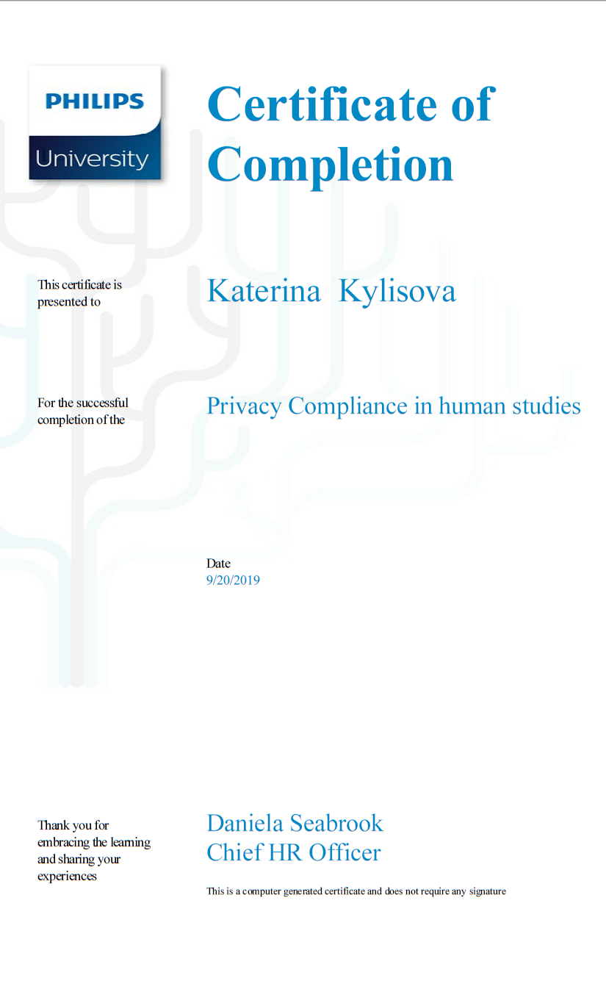 PHILIPS
University
Certificate of
Completion
This certificate is
presented to
Katerina Kylisova
For the successful
completion of the
Privacy Compliance in human studies
Date
9/20/2019
Thank you for
embracing the learning
and sharing your
experiences
Daniela Seabrook
Chief HR Officer
This is a computer generated certificate and does not require any signature